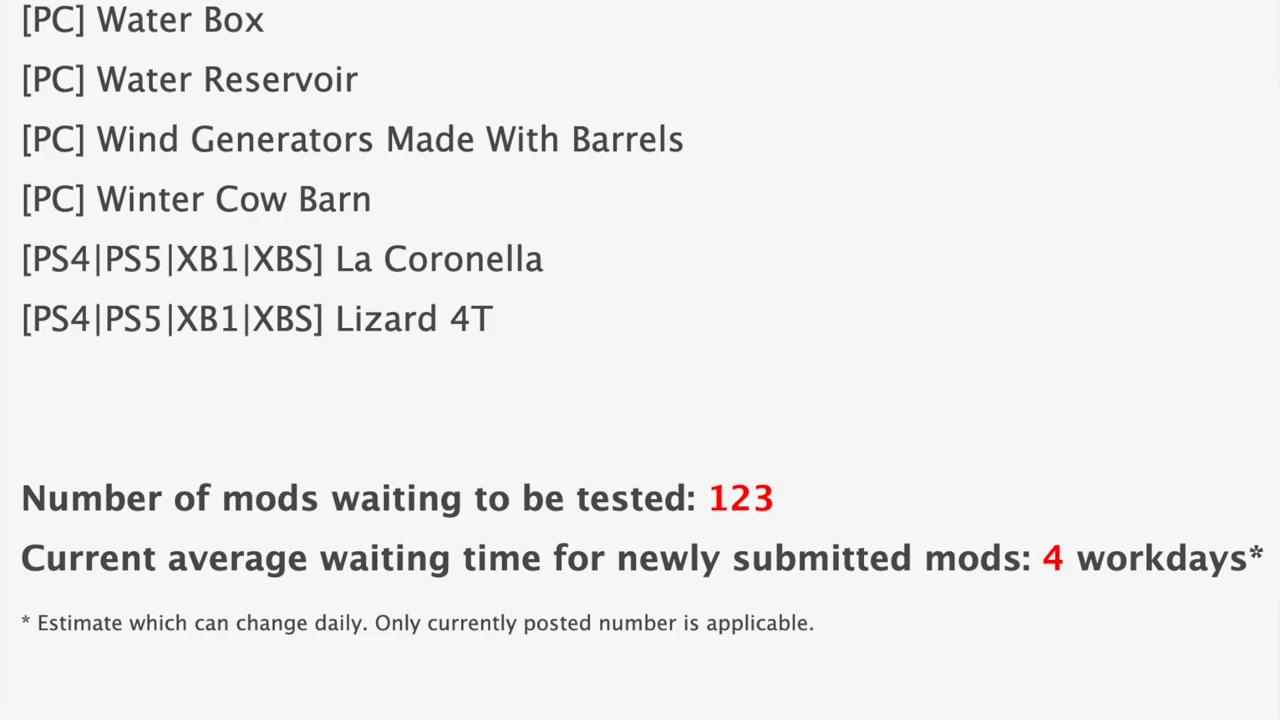 [PC] Water Box
[PC] Water Reservoir
[PC] Wind Generators Made With Barrels
[PC] Winter Cow Barn
[PS4|PS5|XB1|XBS] La Coronella
[PS4|PS5|XB1|XBS] Lizard 4T
Number of mods waiting to be tested: 123
Current average waiting time for newly submitted mods: 4 workdays*
* Estimate which can change daily. Only currently posted number is applicable.